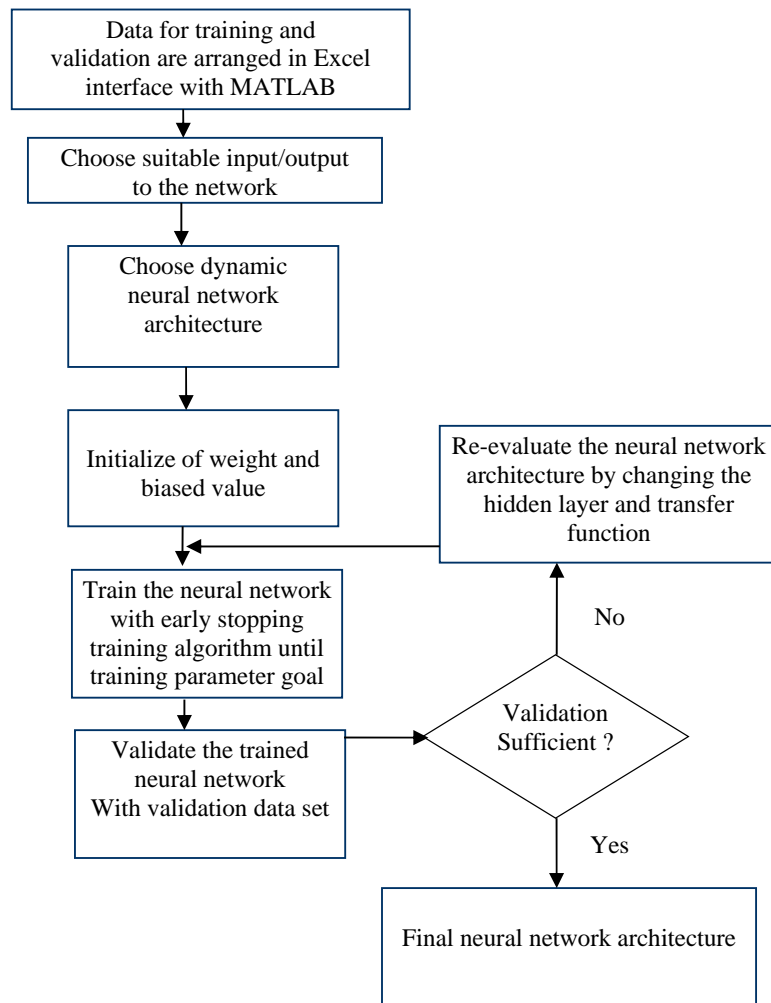 Data for training and
validation are arranged in Excel
interface with MATLAB
Choose suitable input/output
to the network
Choose dynamic
neural network
architecture
Initialize of weight and
biased value
Re-evaluate the neural network
architecture by changing the
hidden layer and transfer
function
Train the neural network
with early stopping
training algorithm until
training parameter goal
No
Validation
Sufficient ?
Validate the trained
neural network
With validation data set
Yes
Final neural network architecture